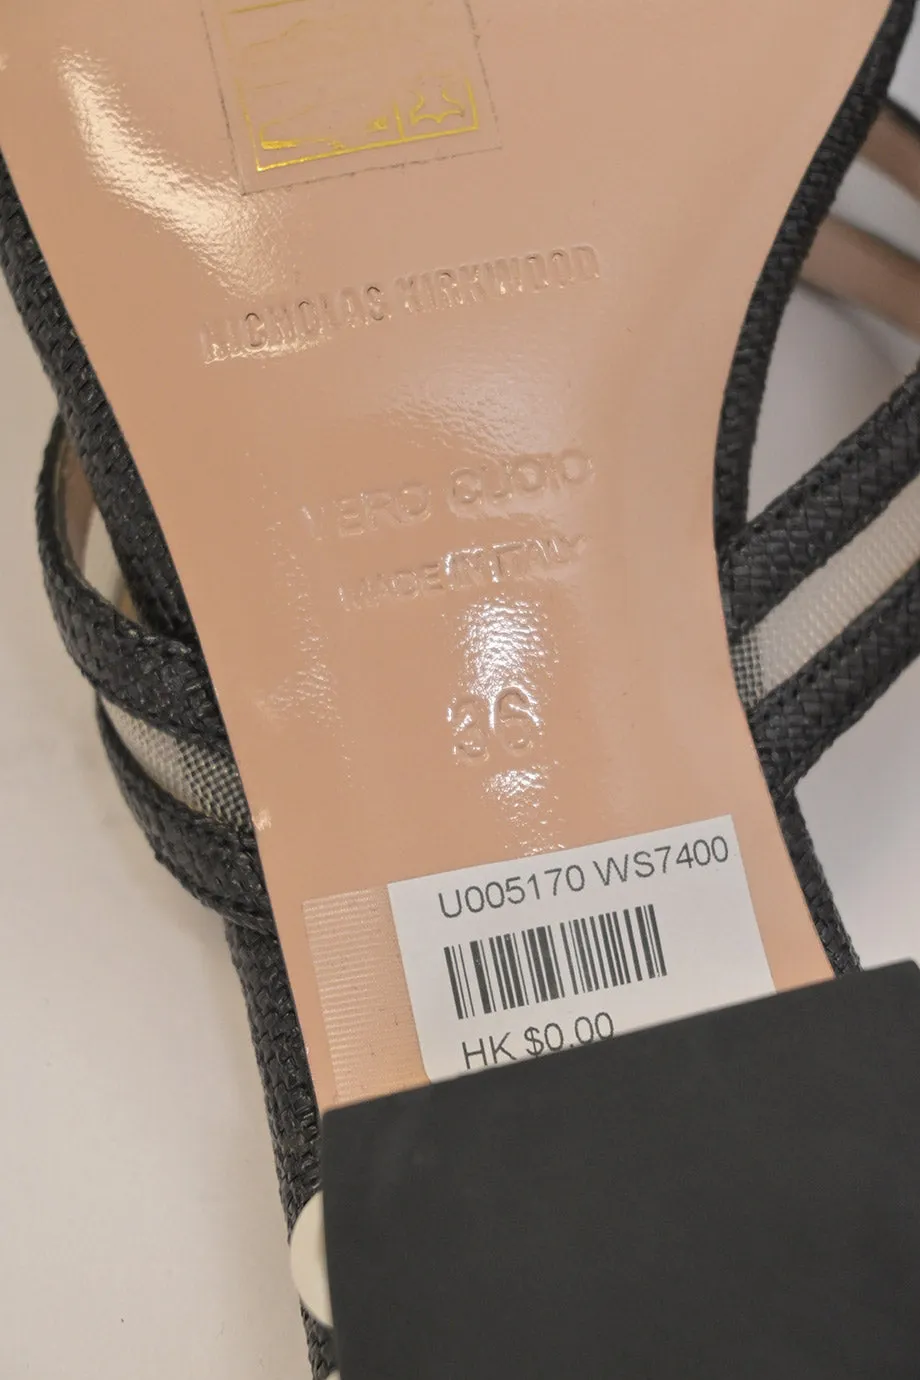 NICHOLAS KIRKWOOD
VERO CUOIO
MADE IN ITALY
36
U005170 WS7400
HK $0.00